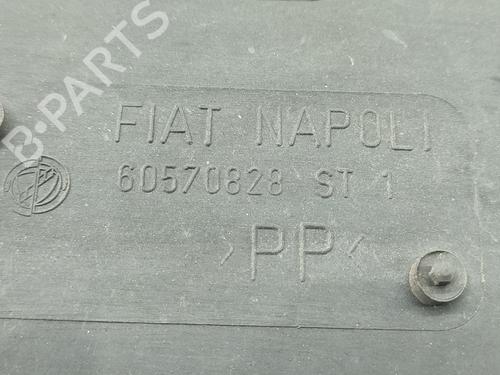 B-PARTS
FIAT NAPOLI
60570828 ST 1
>PP<